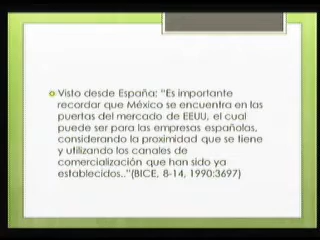 Visto desde España: "Es importante
recordar que México se encuentra en las
puertas del mercado de EEUU, el cual
puede ser para las empresas españolas,
considerando la proximidad que se tiene
y utilizando los canales de
comercialización que han sido ya
establecidos.."(BICE, 8-14, 1990:3697)